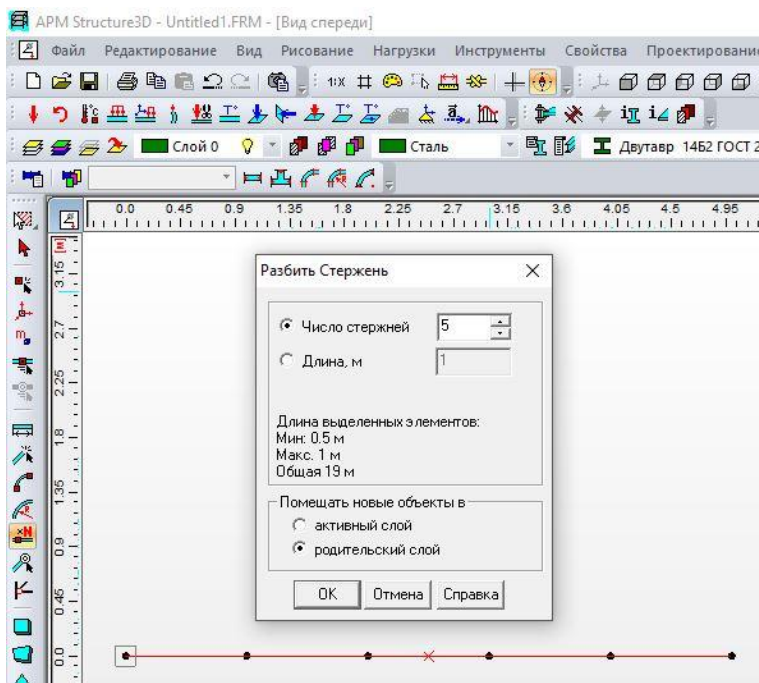 APM Structure3D - Untitled1.FRM - [Вид спереди]
Файл Редактирование Вид Рисование Нагрузки Инструменты Свойства Проектировани
Слой 0 Сталь Двутавр 14Б2 ГОСТ 2
0.0 0.45 0.9 1.35 1.8 2.25 2.7 3.15 3.6 4.05 4.5 4.95
3.15
2.7
2.25
1.8
1.35
0.9
0.45
0.0
Разбить Стержень
Число стержней 5
Длина, м 1
Длина выделенных элементов:
Мин: 0.5 м
Макс. 1 м
Общая 19 м
Помещать новые объекты в
активный слой
родительский слой
OK Отмена Справка